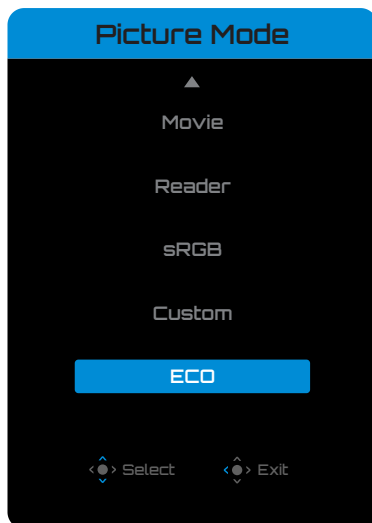 Picture Mode
Movie
Reader
sRGB
Custom
ECO
Select Exit